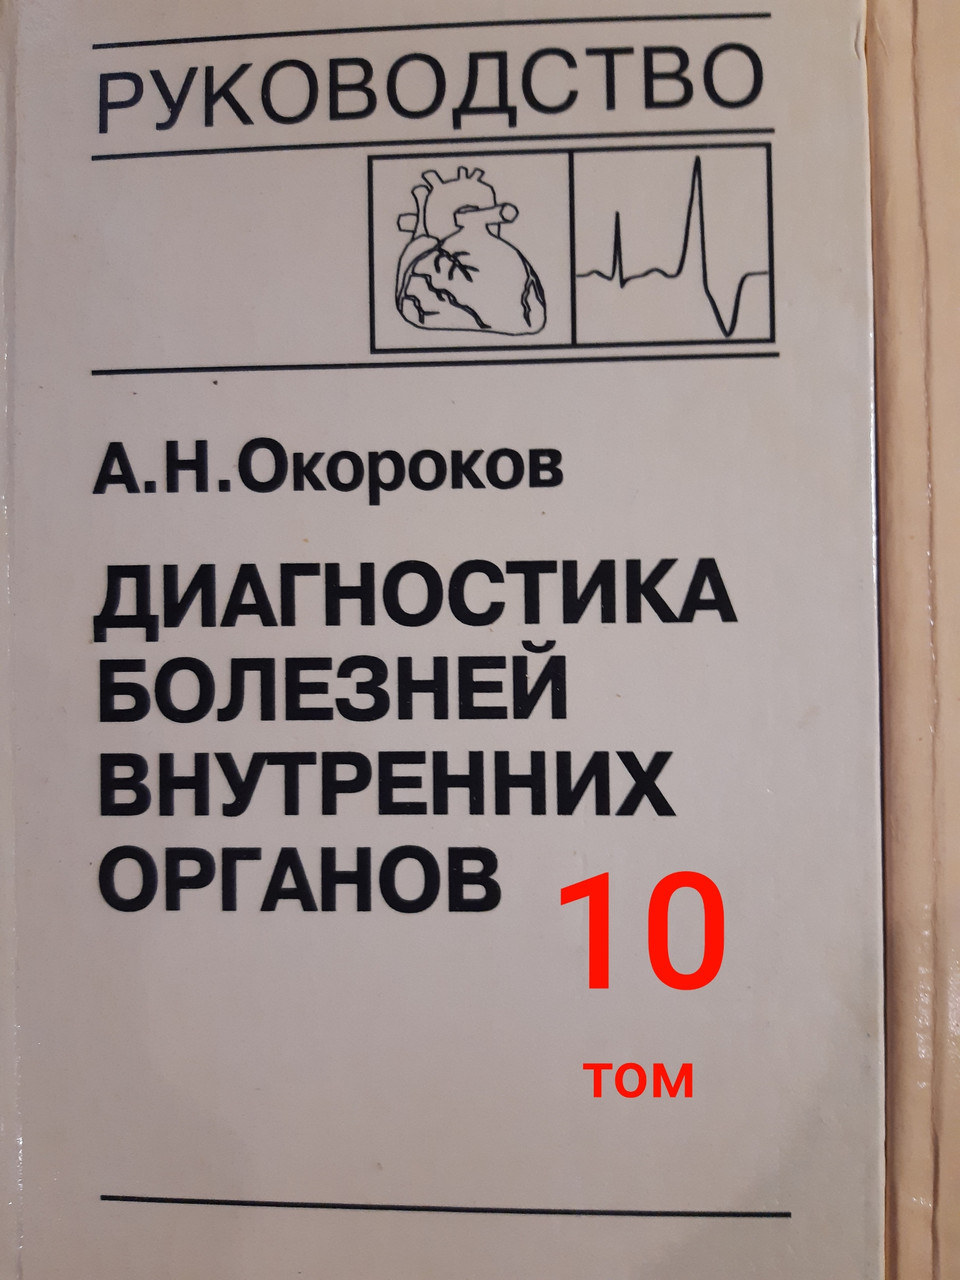 РУКОВОДСТВО
А.Н.Окороков
ДИАГНОСТИКА
БОЛЕЗНЕЙ
ВНУТРЕННИХ
ОРГАНОВ
10
том